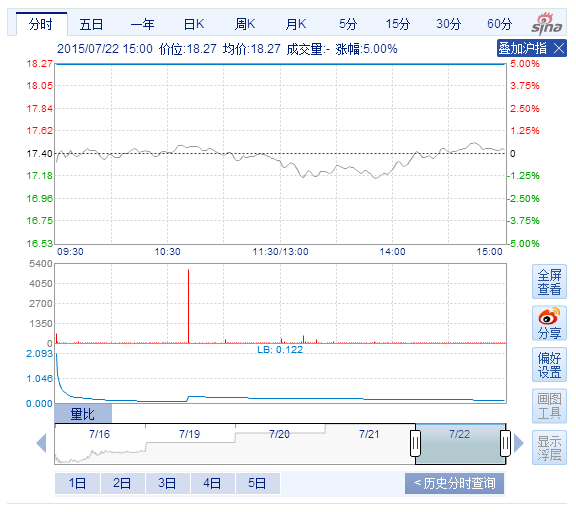 分时 五日 一年 日K 周K 月K 5分 15分 30分 60分
sina
2015/07/22 15:00 价位:18.27 均价:18.27 成交量:- 涨幅:5.00%
叠加沪指
18.27 5.00%
18.05 3.75%
17.84 2.50%
17.62 1.25%
17.40 0
17.18 -1.25%
16.96 -2.50%
16.75 -3.75%
16.53 -5.00%
09:30 10:30 11:30/13:00 14:00 15:00
5400
4050
2700
1350
0
全屏
查看
分享
LB: 0.122
2.093
1.046
0.000
偏好
设置
画图
工具
量比
7/16 7/19 7/20 7/21 7/22
显示
浮层
1日 2日 3日 4日 5日
<历史分时查询